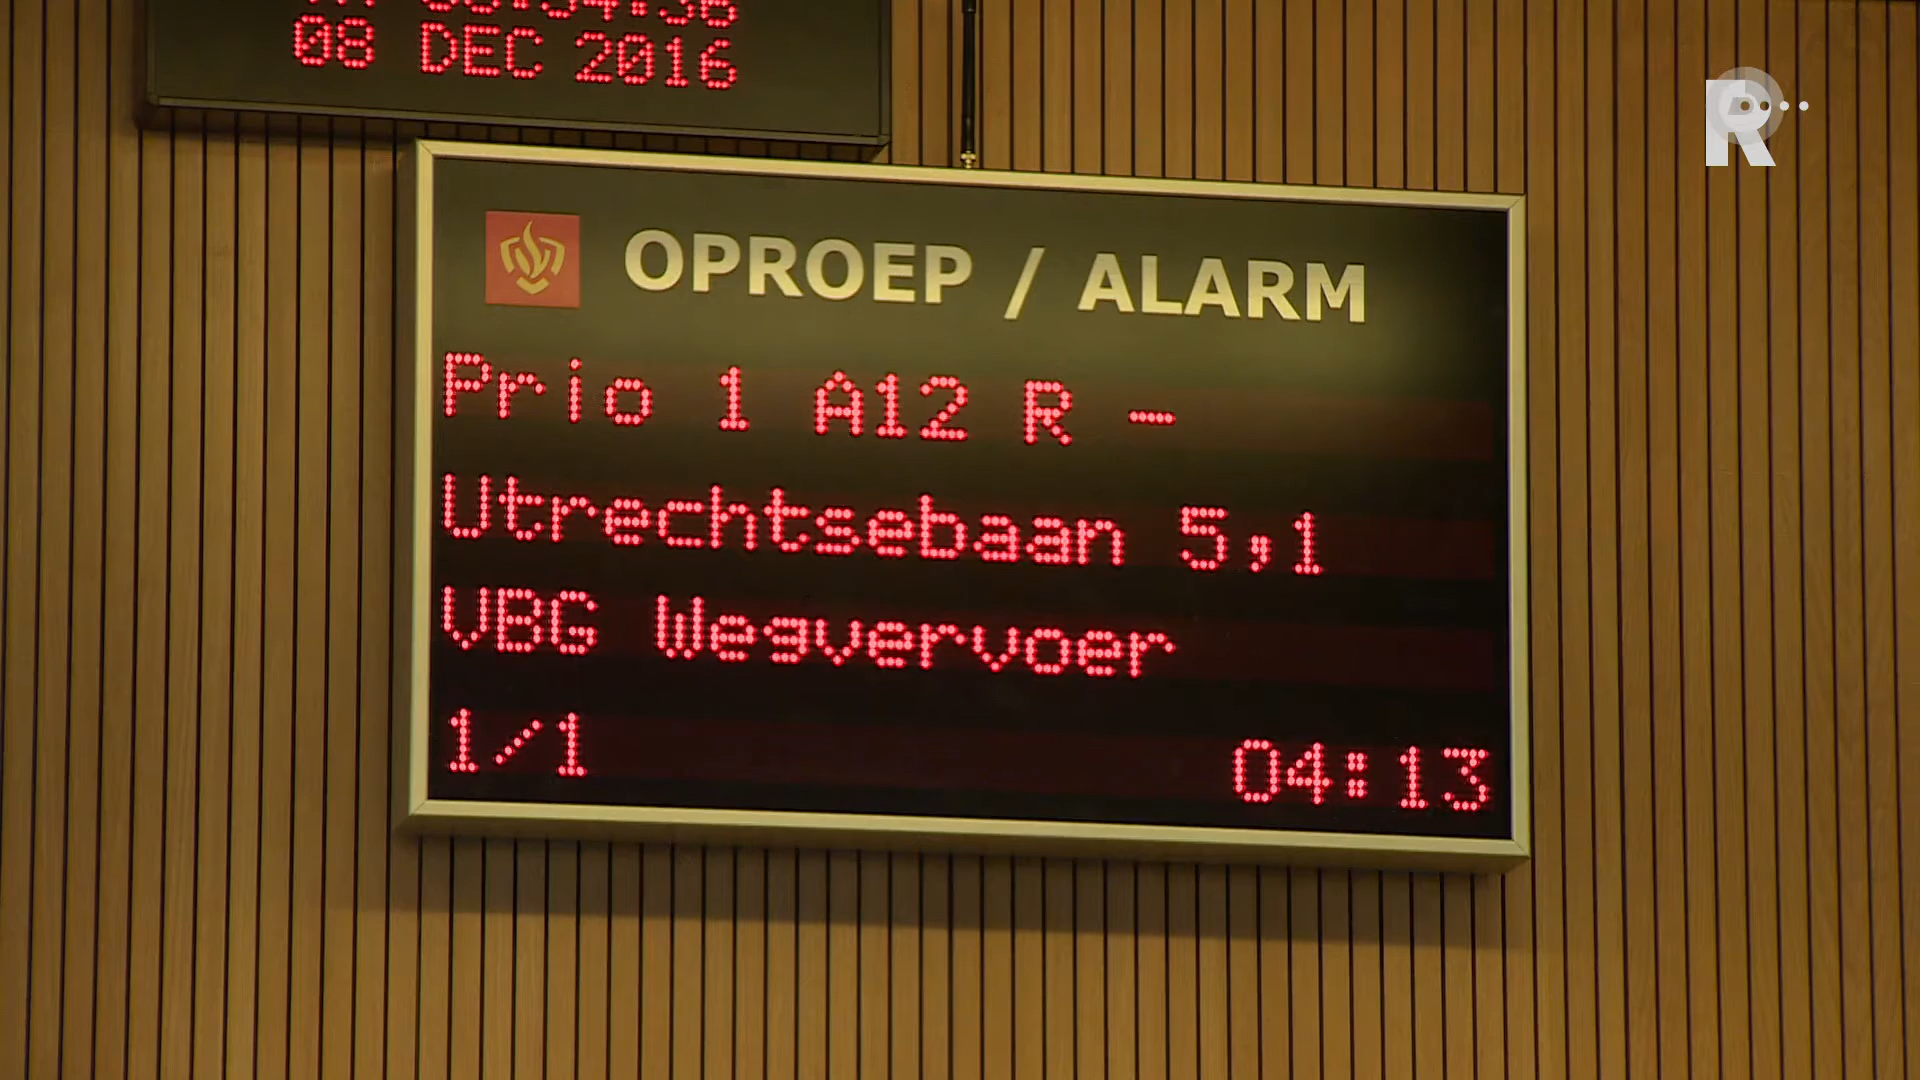 08 DEC 2016
OPROEP / ALARM
Prio 1 A12 R -
Utrechtsebaan 5,1
VBG Wegvervoer
1/1 04:13
R